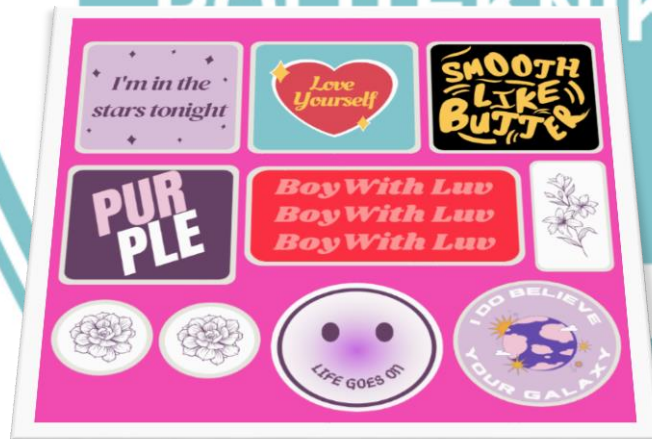 I'm in the
stars tonight
Love
Yourself
SMOOTH
LIKE
BUTTER
PUR
PLE
Boy With Luv
Boy With Luv
Boy With Luv
LIFE GOES ON
I DO BELIEVE
YOUR GALAXY